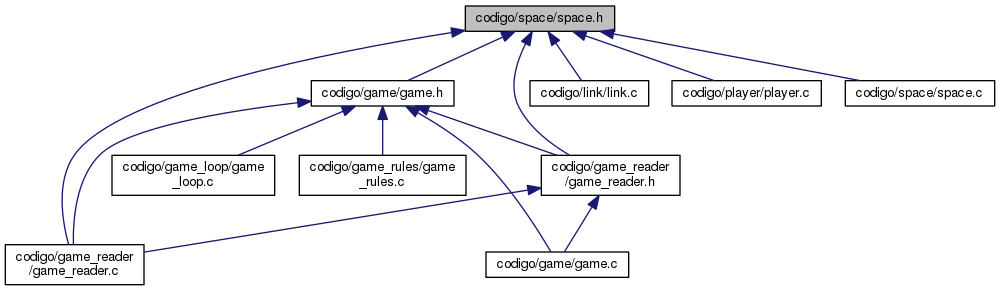 codigo/space/space.h
codigo/game/game.h
codigo/link/link.c
codigo/player/player.c
codigo/space/space.c
codigo/game_loop/game
_loop.c
codigo/game_rules/game
_rules.c
codigo/game_reader
/game_reader.h
codigo/game_reader
/game_reader.c
codigo/game/game.c